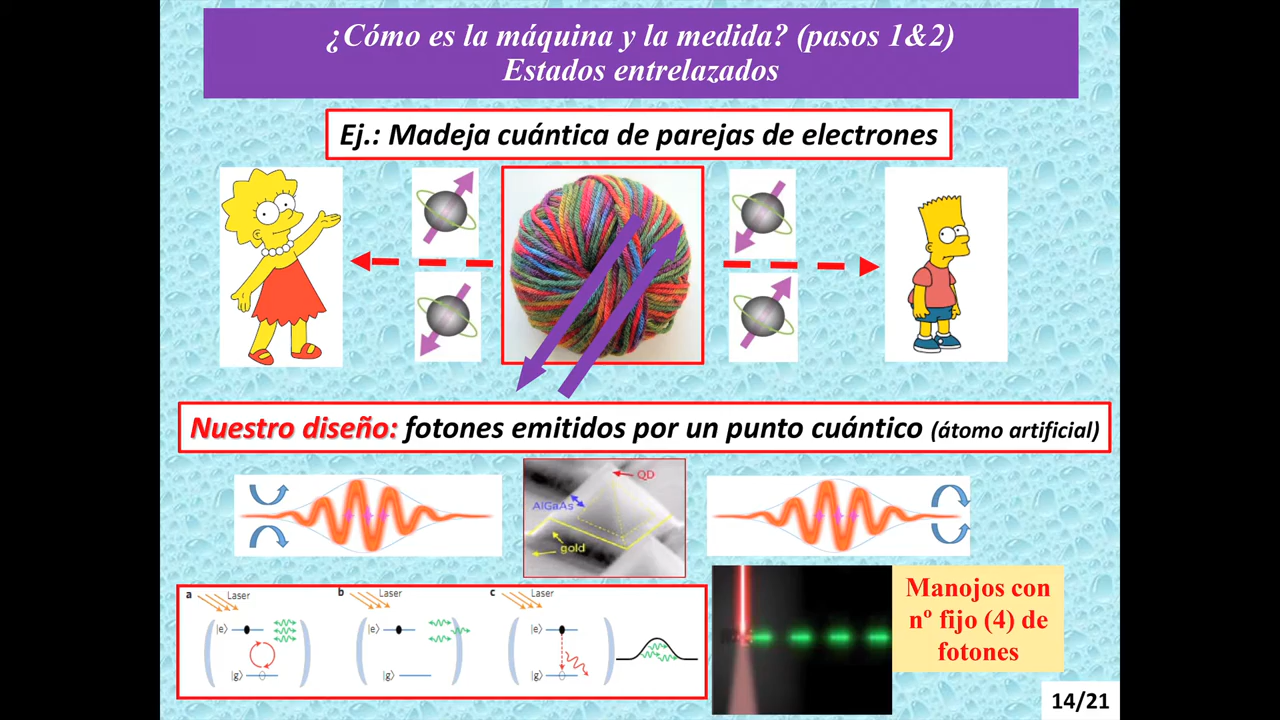 ¿Cómo es la máquina y la medida? (pasos 1&2)
Estados entrelazados
Ej.: Madeja cuántica de parejas de electrones
Nuestro diseño: fotones emitidos por un punto cuántico (átomo artificial)
QD
AlGaAs
gold
a Laser
|e⟩
|g⟩
b Laser
|e⟩
|g⟩
c Laser
|e⟩
|g⟩
Manojos con
nº fijo (4) de
fotones
14/21